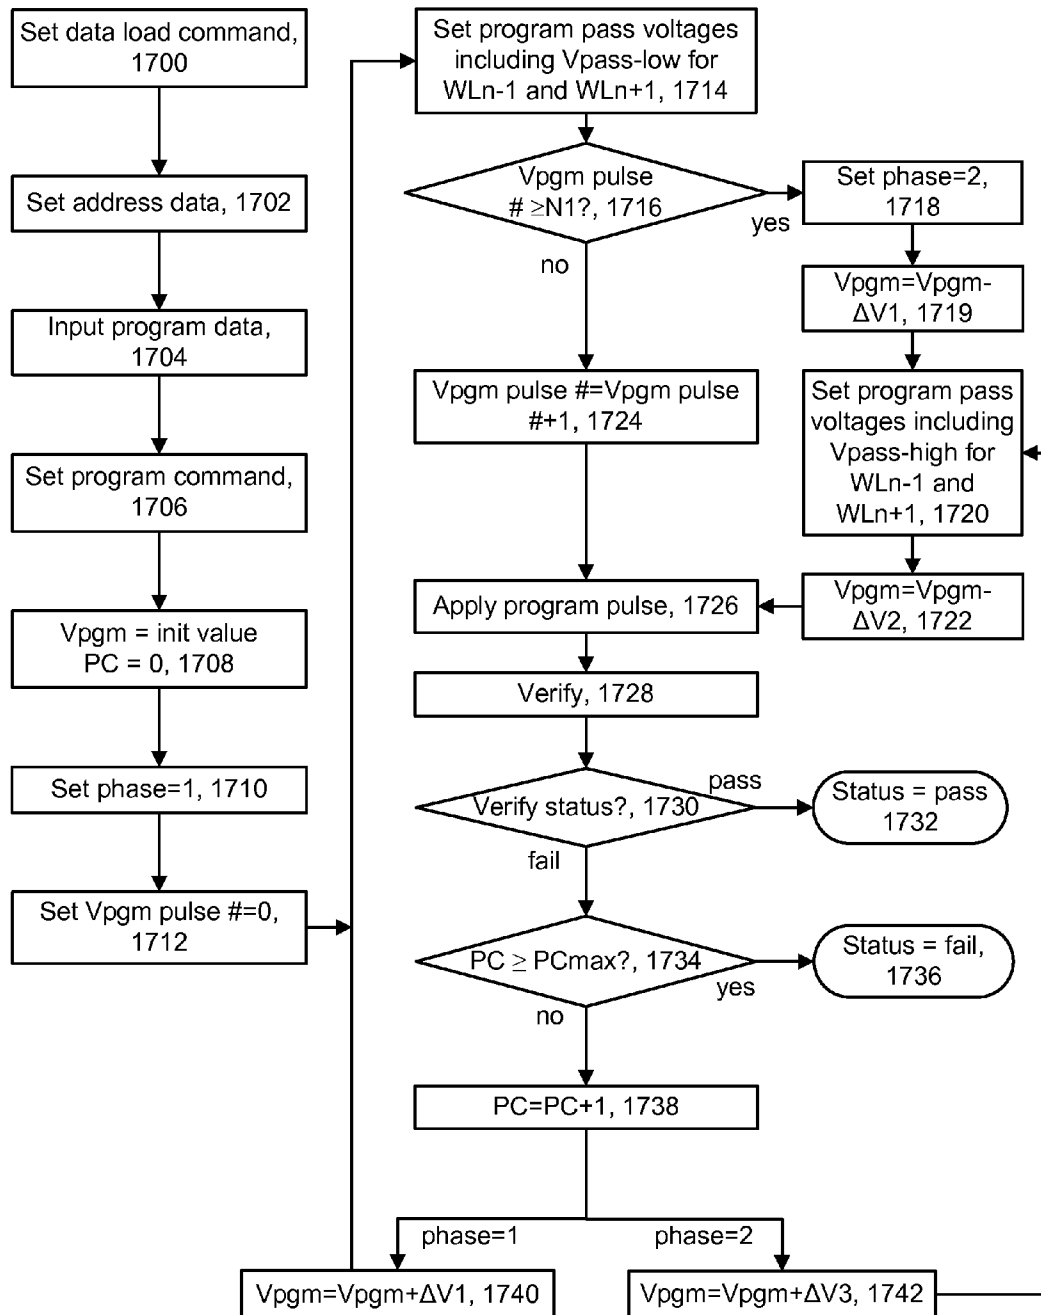 Set data load command,
1700
Set address data, 1702
Input program data,
1704
Set program command,
1706
Vpgm = init value
PC = 0, 1708
Set phase=1, 1710
Set Vpgm pulse #=0,
1712
Set program pass voltages
including Vpass-low for
WLn-1 and WLn+1, 1714
Vpgm pulse
# ≥N1?, 1716
yes
no
Set phase=2,
1718
Vpgm=Vpgm-
ΔV1, 1719
Set program pass
voltages including
Vpass-high for
WLn-1 and
WLn+1, 1720
Vpgm=Vpgm-
ΔV2, 1722
Vpgm pulse #=Vpgm pulse
#+1, 1724
Apply program pulse, 1726
Verify, 1728
Verify status?, 1730
pass
fail
Status = pass
1732
PC ≥ PCmax?, 1734
yes
no
Status = fail,
1736
PC=PC+1, 1738
phase=1
phase=2
Vpgm=Vpgm+ΔV1, 1740
Vpgm=Vpgm+ΔV3, 1742